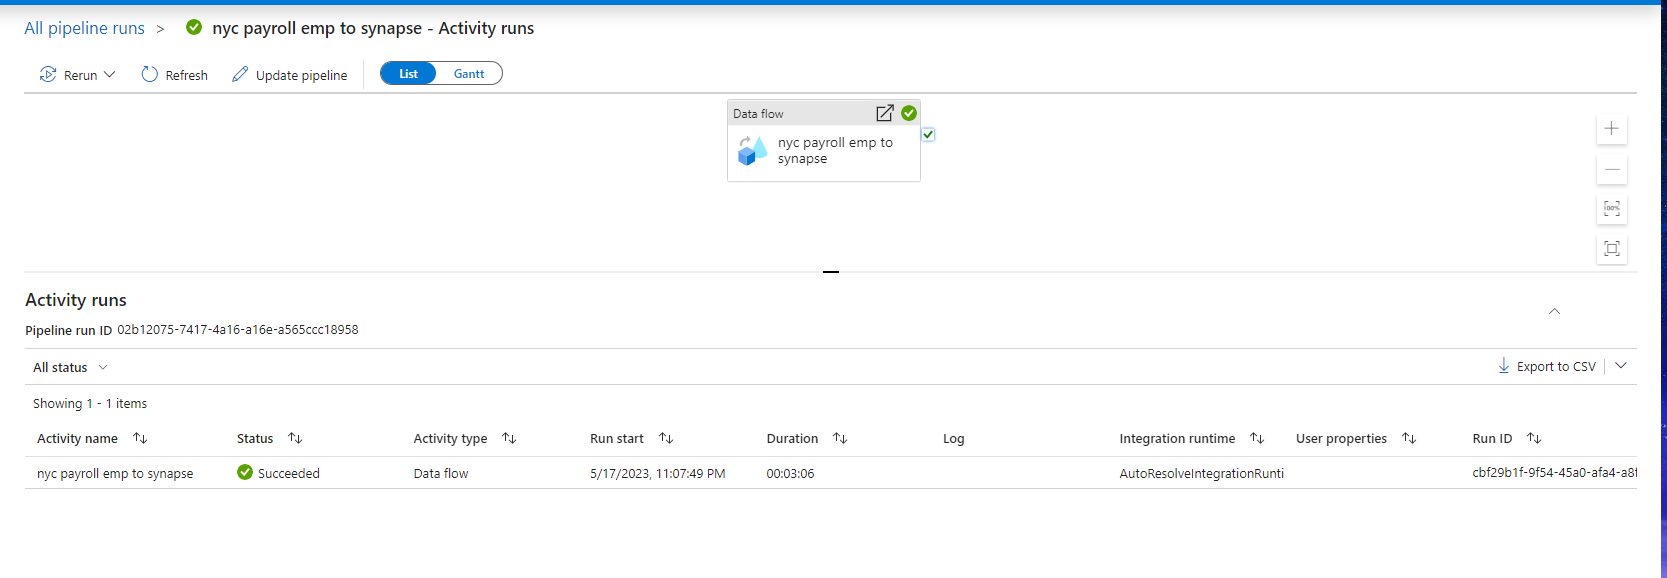 All pipeline runs > nyc payroll emp to synapse - Activity runs
Rerun Refresh Update pipeline List Gantt
Data flow
nyc payroll emp to
synapse
100%
Activity runs
Pipeline run ID 02b12075-7417-4a16-a16e-a565ccc18958
All status Export to CSV
Showing 1 - 1 items
Activity name Status Activity type Run start Duration Log Integration runtime User properties Run ID
nyc payroll emp to synapse Succeeded Data flow 5/17/2023, 11:07:49 PM 00:03:06 AutoResolveIntegrationRunti cbf29b1f-9f54-45a0-afa4-a8f